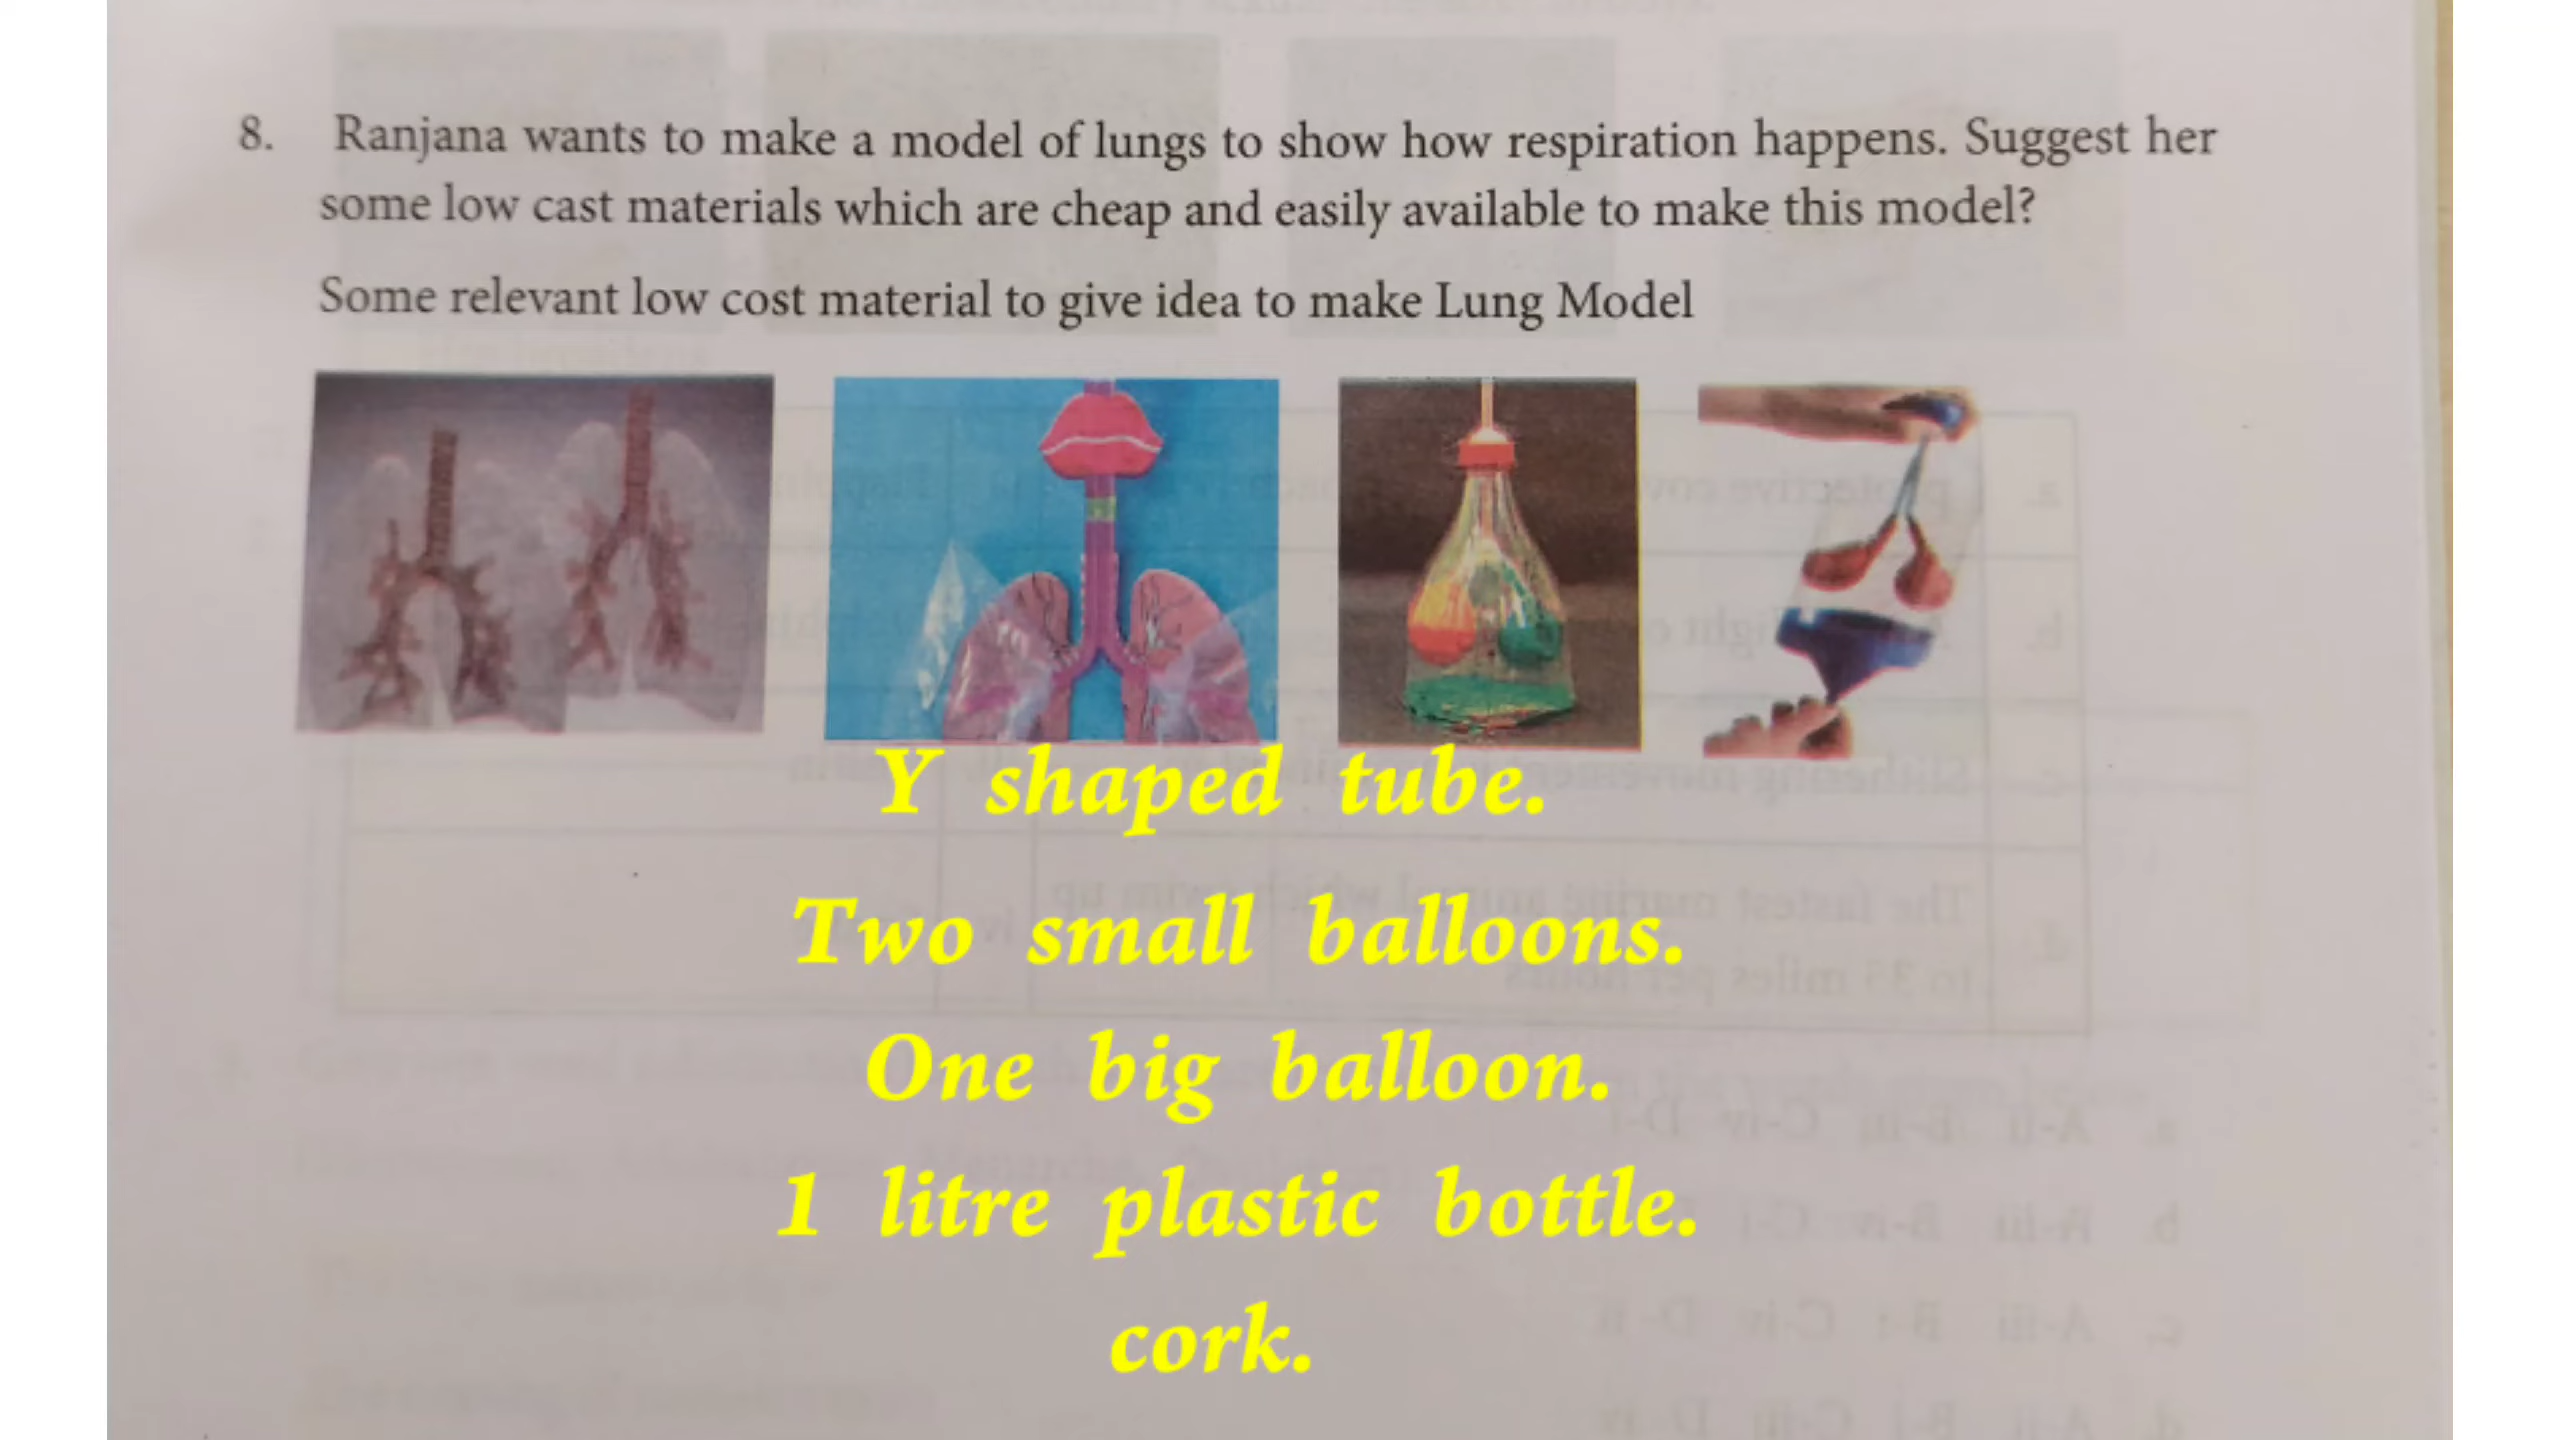 8. Ranjana wants to make a model of lungs to show how respiration happens. Suggest her
some low cast materials which are cheap and easily available to make this model?
Some relevant low cost material to give idea to make Lung Model
Y shaped tube.
Two small balloons.
One big balloon.
1 litre plastic bottle.
cork.